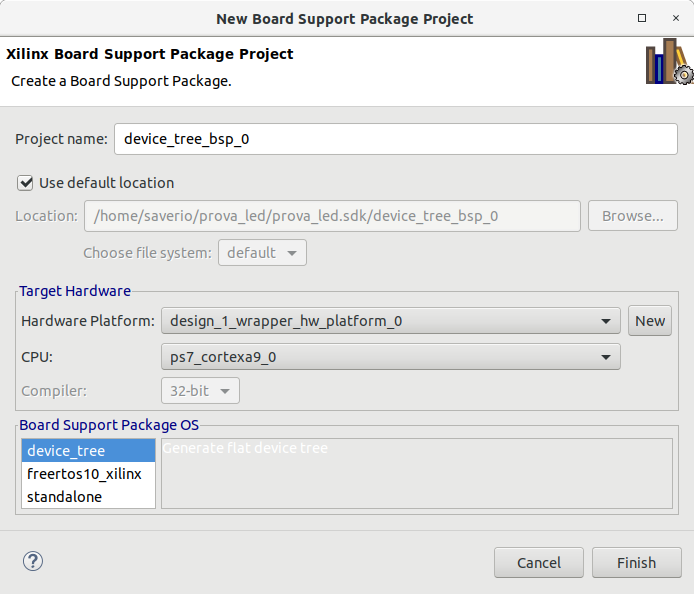 New Board Support Package Project
Xilinx Board Support Package Project
Create a Board Support Package.
Project name: device_tree_bsp_0
Use default location
Location: /home/saverio/prova_led/prova_led.sdk/device_tree_bsp_0 Browse...
Choose file system: default
Target Hardware
Hardware Platform: design_1_wrapper_hw_platform_0 New
CPU: ps7_cortexa9_0
Compiler: 32-bit
Board Support Package OS
device_tree Generate flat device tree
freertos10_xilinx
standalone
? Cancel Finish